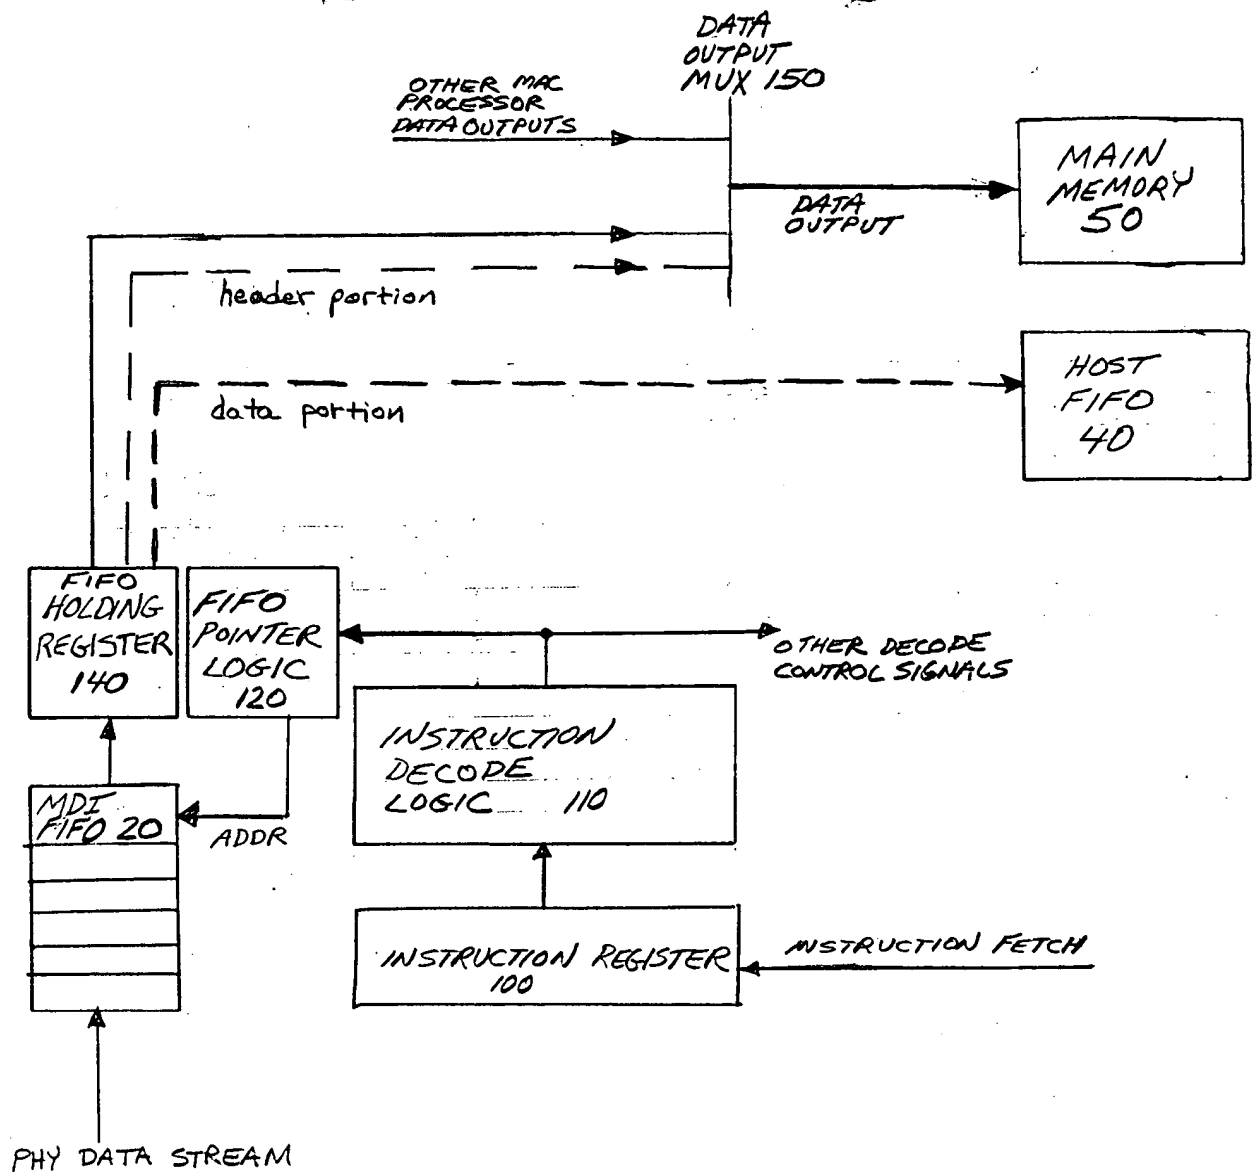 DATA
OUTPUT
MUX 150
OTHER MAC
PROCESSOR
DATA OUTPUTS
MAIN
MEMORY
50
DATA
OUTPUT
header portion
HOST
FIFO
40
data portion
FIFO
HOLDING
REGISTER
140
FIFO
POINTER
LOGIC
120
OTHER DECODE
CONTROL SIGNALS
INSTRUCTION
DECODE
LOGIC 110
MDI
FIFO 20
ADDR
INSTRUCTION REGISTER
100
INSTRUCTION FETCH
PHY DATA STREAM